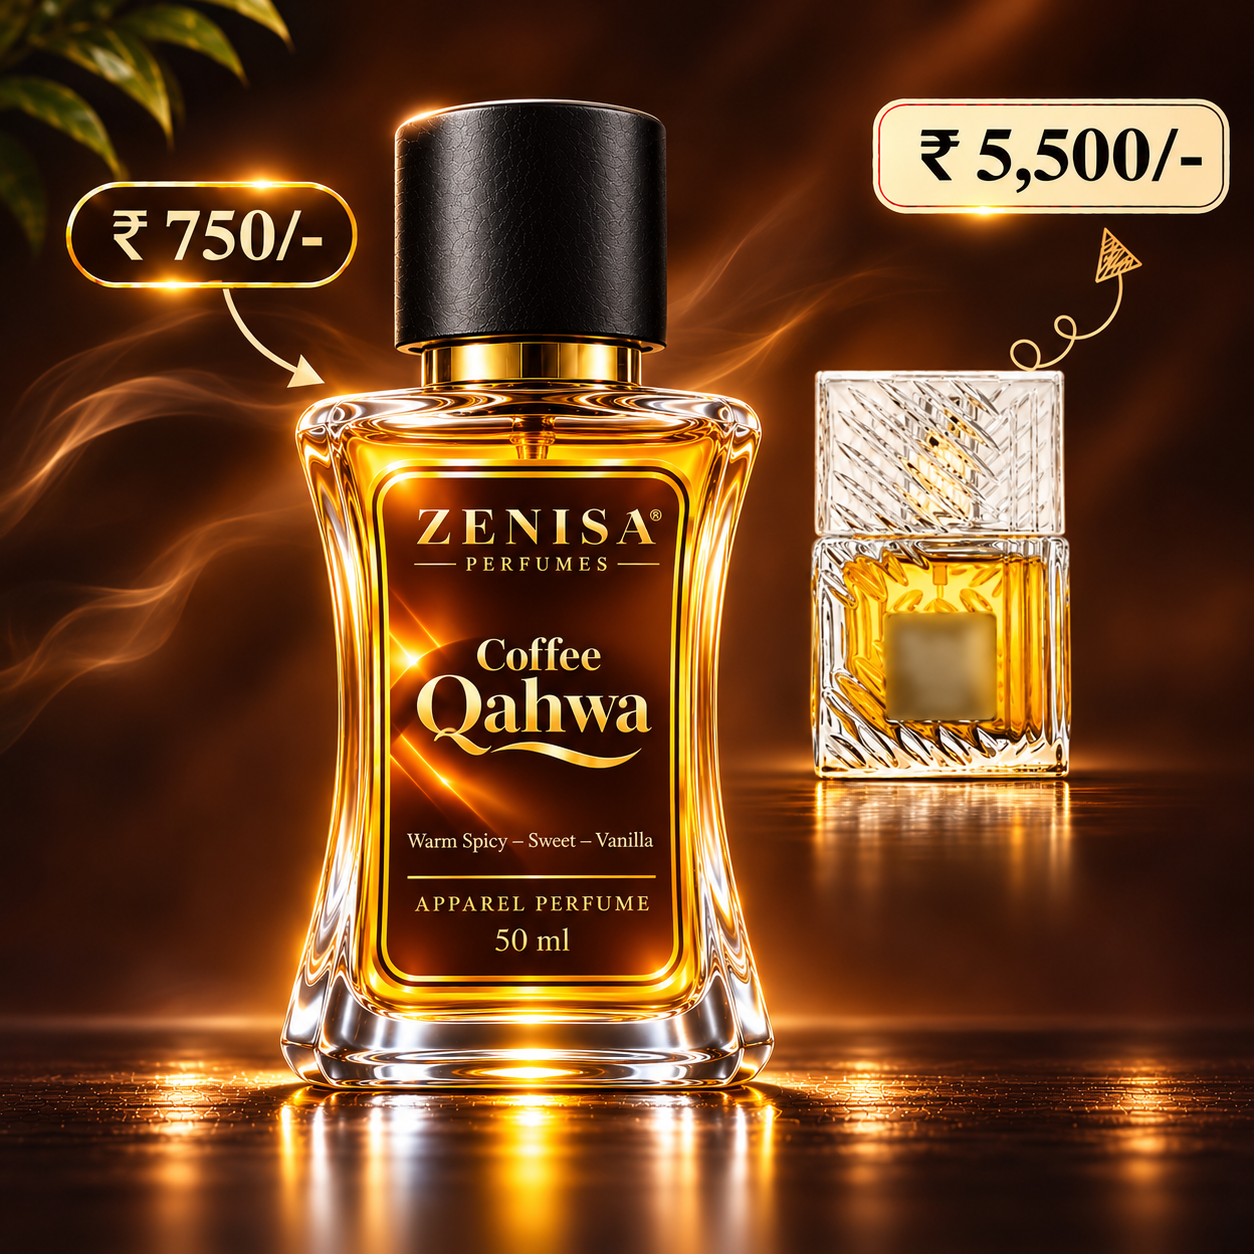 ₹ 5,500/-
₹ 750/-
ZENISA®
PERFUMES
Coffee
Qahwa
Warm Spicy – Sweet – Vanilla
APPAREL PERFUME
50 ml